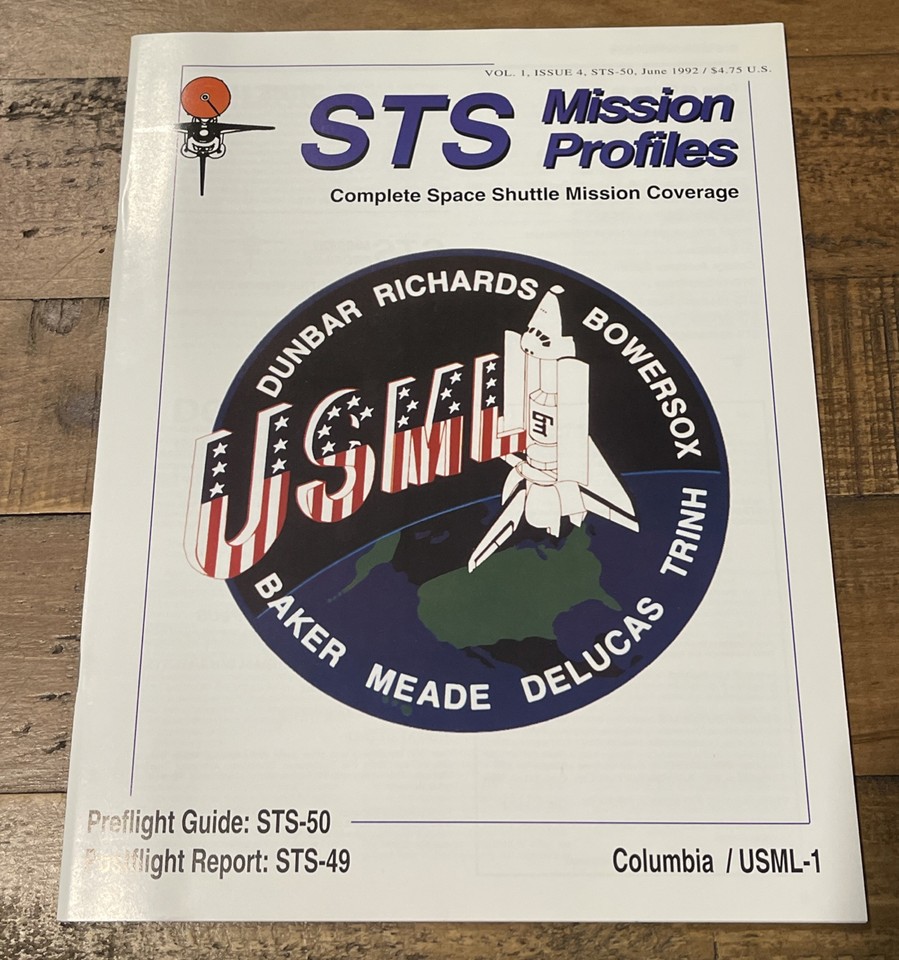 VOL. 1, ISSUE 4, STS-50, June 1992 / $4.75 U.S.
STS Mission
Profiles
Complete Space Shuttle Mission Coverage
DUNBAR RICHARDS BOWERSOX
USML
BAKER MEADE DELUCAS TRINH
Preflight Guide: STS-50
Postflight Report: STS-49
Columbia / USML-1